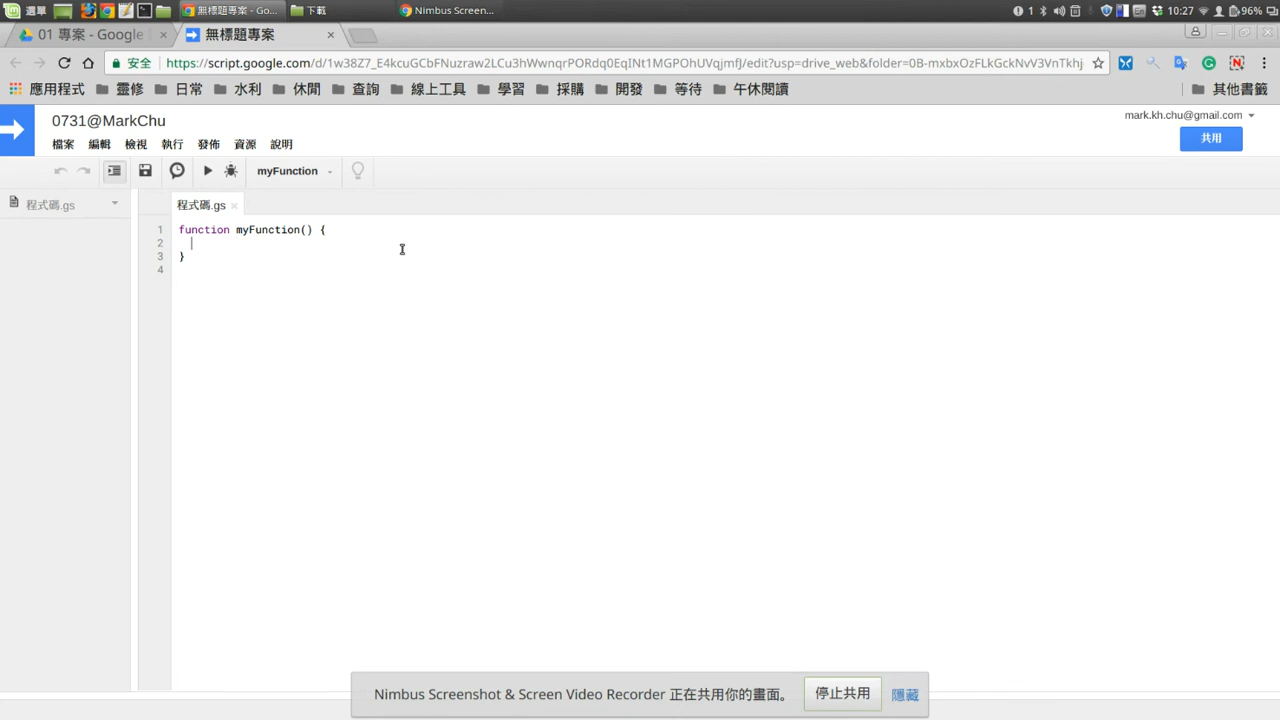 選單 無標題專案 - Go... 下載 Nimbus Screen... 1 En 10:27 96%
01 專案 - Google 無標題專案
安全 https://script.google.com/d/1w38Z7_E4kcuGCbFNuzraw2LCu3hWwnqrPORdq0EqINt1MGPOhUVqjmjJ/edit?usp=drive_web&folder=0B-mxbxOzFLkGckNvV3VnTkhj
應用程式 靈修 日常 水利 休閒 查詢 線上工具 學習 採購 開發 等待 午休閱讀 其他書籤
0731@MarkChu mark.kh.chu@gmail.com
檔案 編輯 檢視 執行 發佈 資源 說明 共用
myFunction
程式碼.gs 程式碼.gs
1 function myFunction() {
2
3 }
4
Nimbus Screenshot & Screen Video Recorder 正在共用你的畫面。 停止共用 隱藏